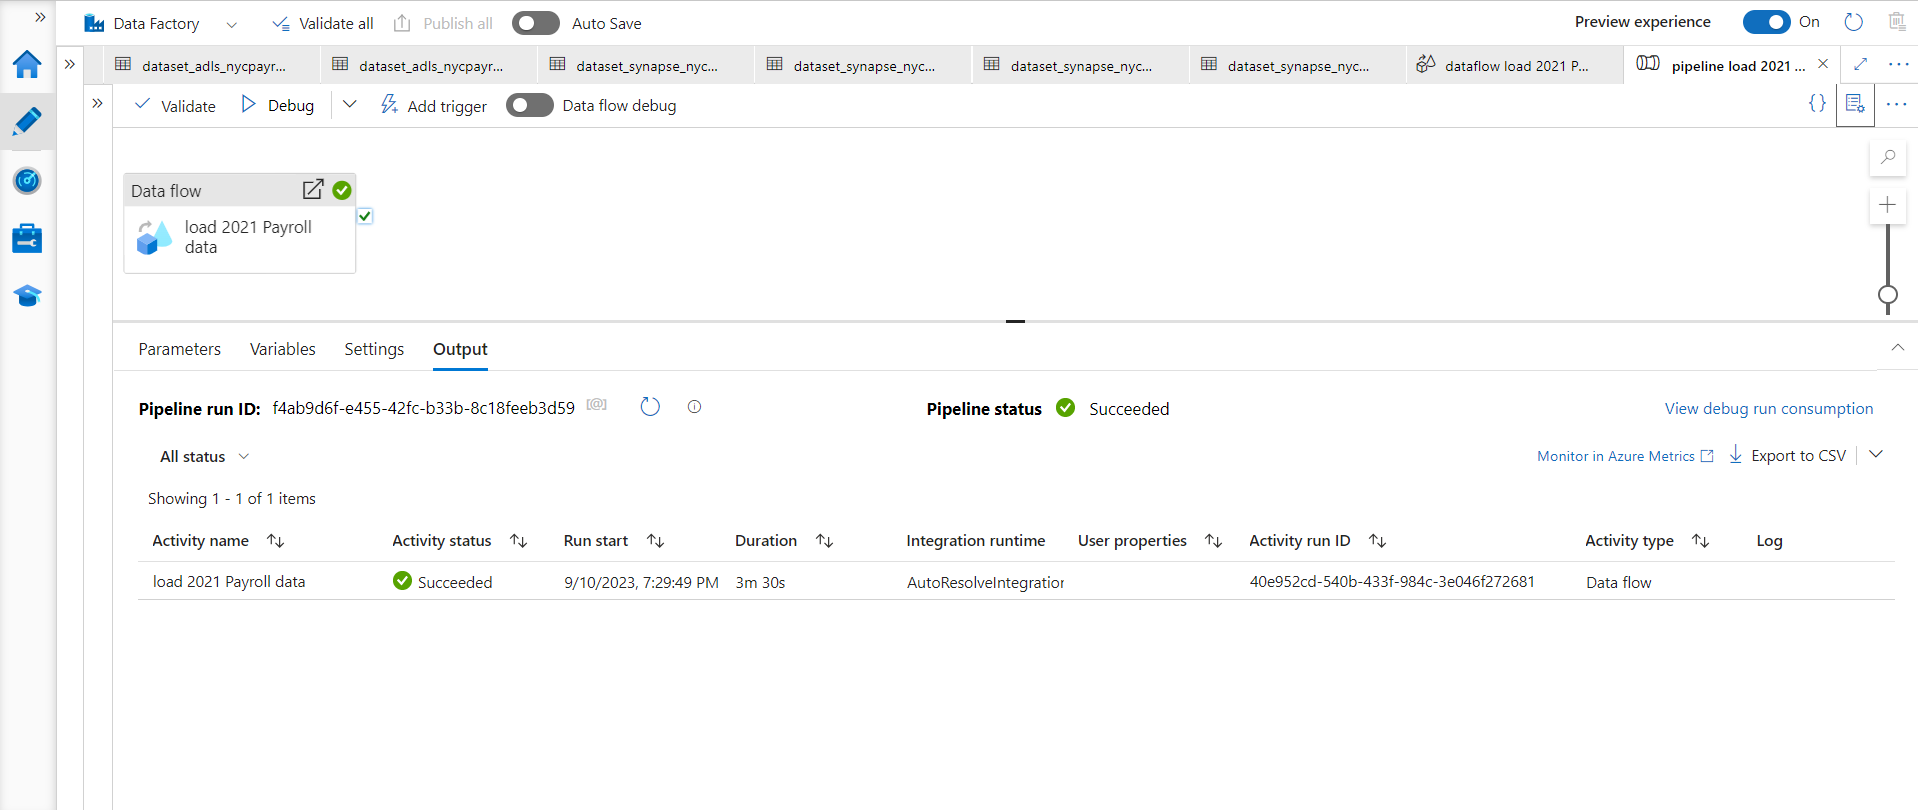 Data Factory Validate all Publish all Auto Save Preview experience On
dataset_adls_nycpayr... dataset_adls_nycpayr... dataset_synapse_nyc... dataset_synapse_nyc... dataset_synapse_nyc... dataset_synapse_nyc... dataflow load 2021 P... pipeline load 2021 ...
Validate Debug Add trigger Data flow debug {}
Data flow
load 2021 Payroll
data
Parameters Variables Settings Output
Pipeline run ID: f4ab9d6f-e455-42fc-b33b-8c18feeb3d59 [@] Pipeline status Succeeded View debug run consumption
All status Monitor in Azure Metrics Export to CSV
Showing 1 - 1 of 1 items
Activity name Activity status Run start Duration Integration runtime User properties Activity run ID Activity type Log
load 2021 Payroll data Succeeded 9/10/2023, 7:29:49 PM 3m 30s AutoResolveIntegration 40e952cd-540b-433f-984c-3e046f272681 Data flow